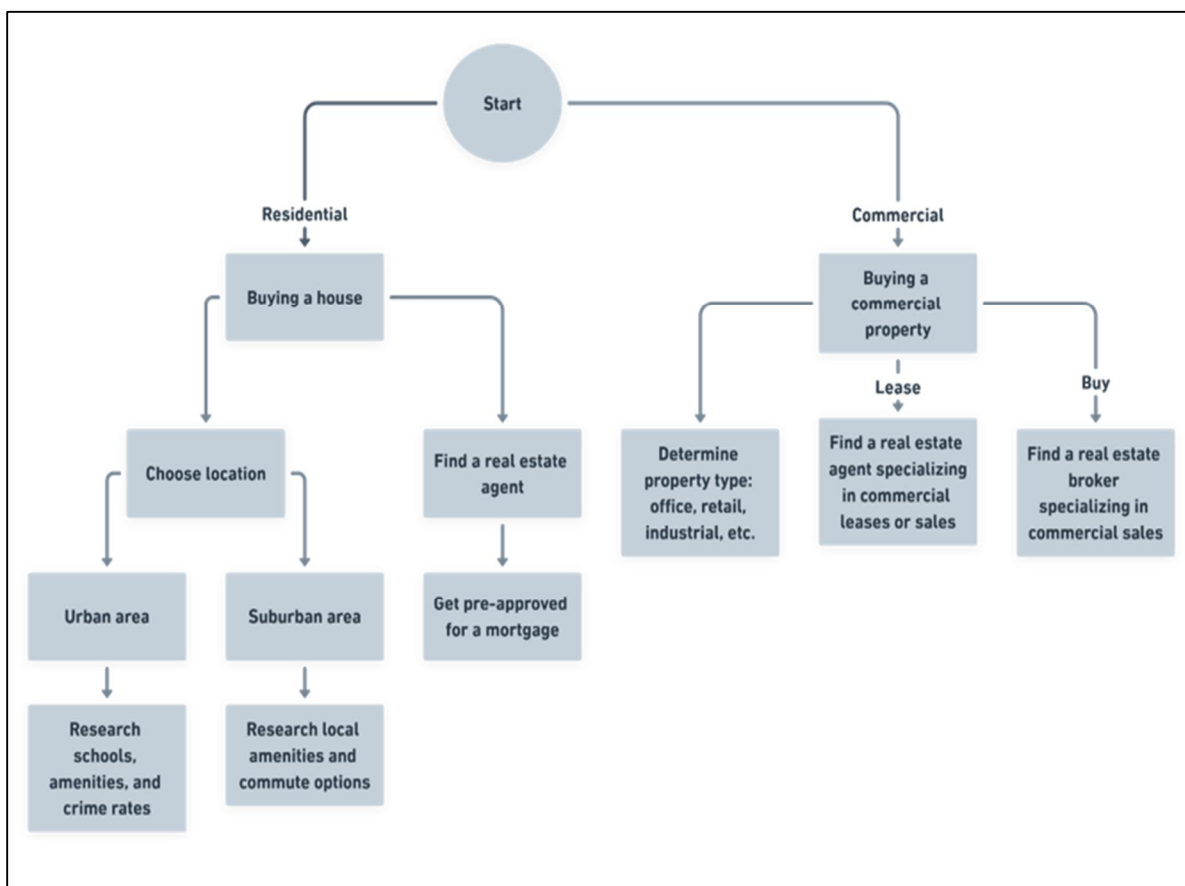 Start
Residential
Commercial
Buying a house
Buying a
commercial
property
Lease
Buy
Choose location
Find a real estate
agent
Determine
property type:
office, retail,
industrial, etc.
Find a real estate
agent specializing
in commercial
leases or sales
Find a real estate
broker
specializing in
commercial sales
Urban area
Suburban area
Get pre-approved
for a mortgage
Research
schools,
amenities, and
crime rates
Research local
amenities and
commute options